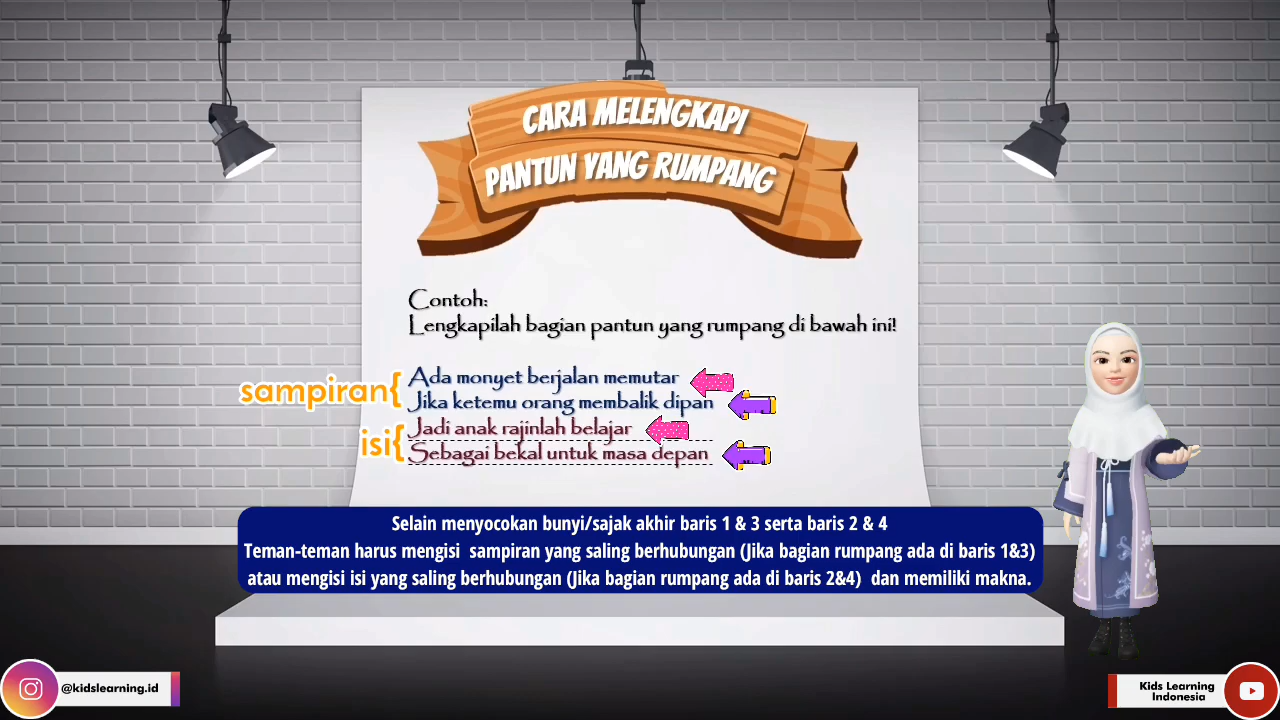 CARA MELENGKAPI
PANTUN YANG RUMPANG
Contoh:
Lengkapilah bagian pantun yang rumpang di bawah ini!
sampiran{
Ada monyet berjalan memutar
Jika ketemu orang membalik dipan
isi{
Jadi anak rajinlah belajar
Sebagai bekal untuk masa depan
Selain menyocokan bunyi/sajak akhir baris 1 & 3 serta baris 2 & 4
Teman-teman harus mengisi sampiran yang saling berhubungan (Jika bagian rumpang ada di baris 1&3)
atau mengisi isi yang saling berhubungan (Jika bagian rumpang ada di baris 2&4) dan memiliki makna.
@kidslearning.id
Kids Learning
Indonesia